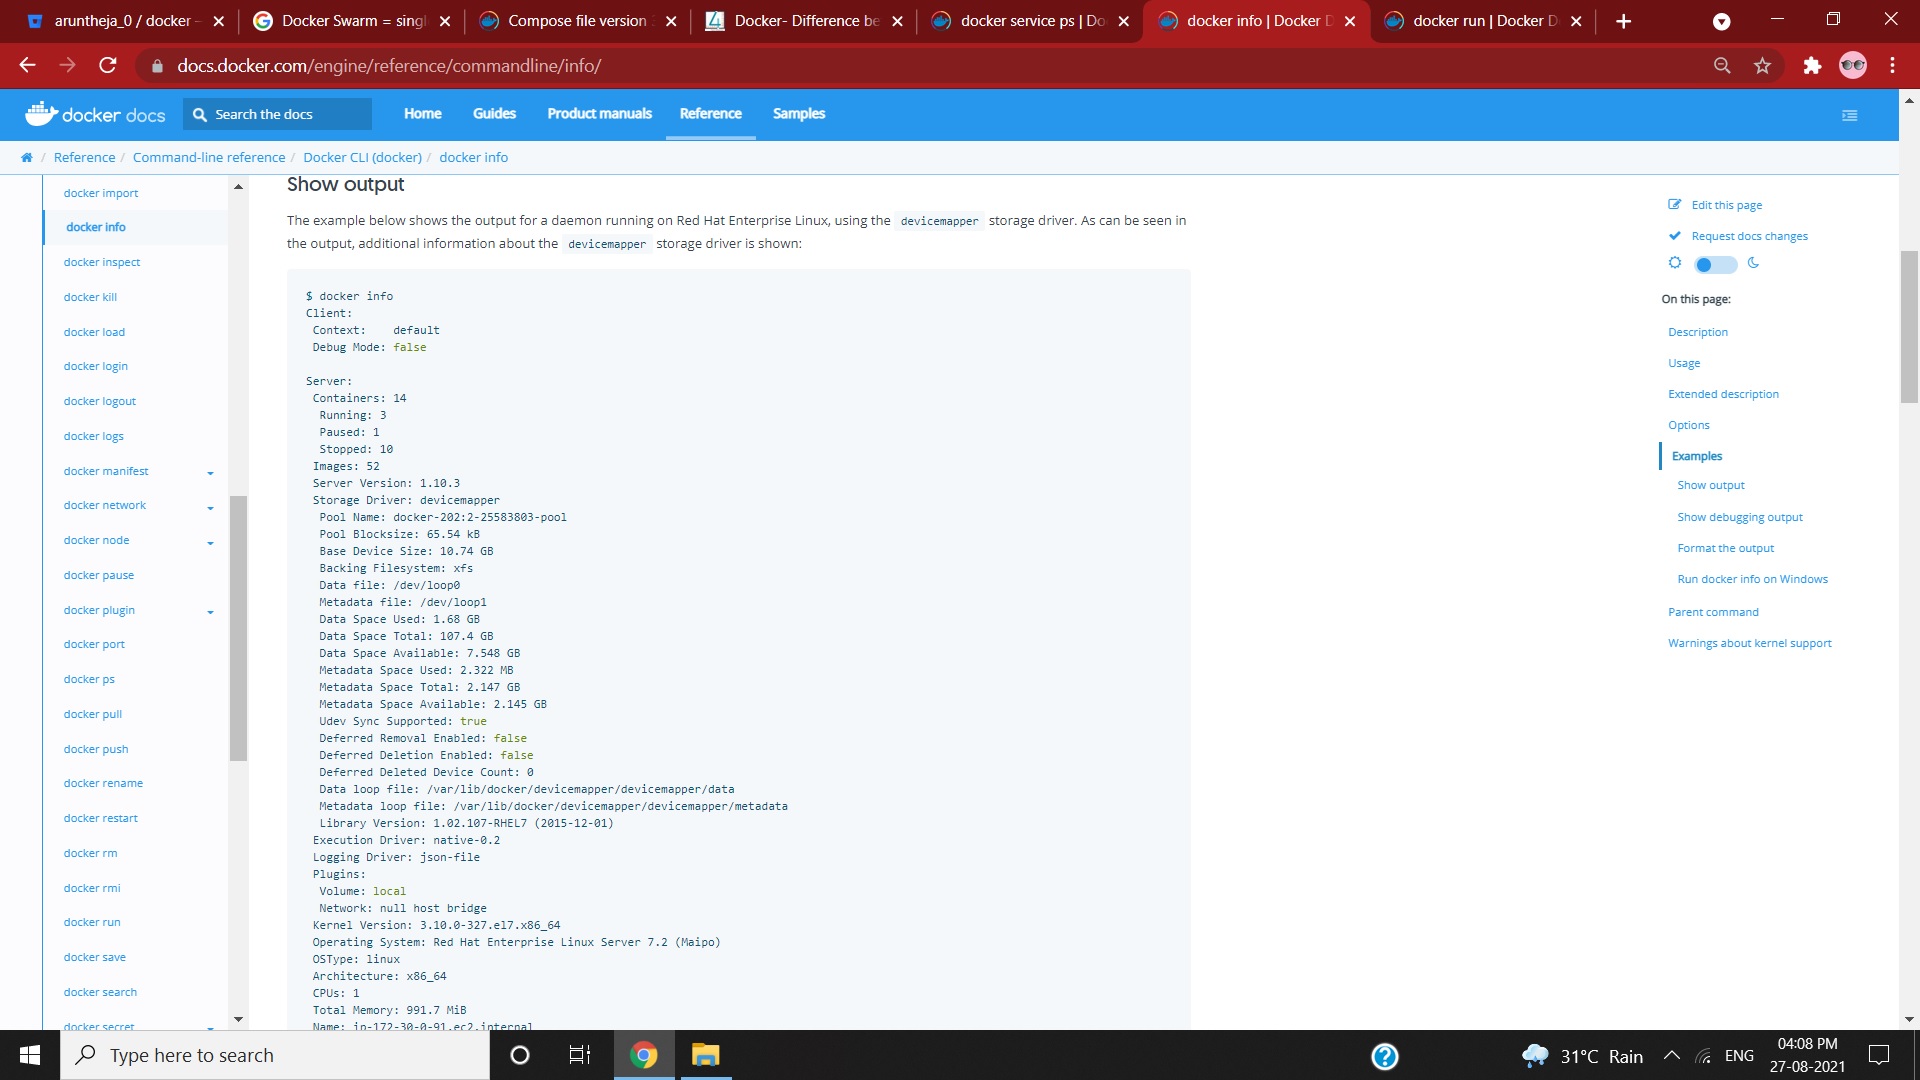 aruntheja_0 / docker –
Docker Swarm = singl
Compose file version 3
Docker- Difference be
docker service ps | Do
docker info | Docker D
docker run | Docker D
docs.docker.com/engine/reference/commandline/info/
docker docs
Search the docs
Home
Guides
Product manuals
Reference
Samples
/ Reference / Command-line reference / Docker CLI (docker) / docker info
docker import
docker info
docker inspect
docker kill
docker load
docker login
docker logout
docker logs
docker manifest
docker network
docker node
docker pause
docker plugin
docker port
docker ps
docker pull
docker push
docker rename
docker restart
docker rm
docker rmi
docker run
docker save
docker search
docker secret
Show output
The example below shows the output for a daemon running on Red Hat Enterprise Linux, using the devicemapper storage driver. As can be seen in
the output, additional information about the devicemapper storage driver is shown:
$ docker info
Client:
Context: default
Debug Mode: false
Server:
Containers: 14
Running: 3
Paused: 1
Stopped: 10
Images: 52
Server Version: 1.10.3
Storage Driver: devicemapper
Pool Name: docker-202:2-25583803-pool
Pool Blocksize: 65.54 kB
Base Device Size: 10.74 GB
Backing Filesystem: xfs
Data file: /dev/loop0
Metadata file: /dev/loop1
Data Space Used: 1.68 GB
Data Space Total: 107.4 GB
Data Space Available: 7.548 GB
Metadata Space Used: 2.322 MB
Metadata Space Total: 2.147 GB
Metadata Space Available: 2.145 GB
Udev Sync Supported: true
Deferred Removal Enabled: false
Deferred Deletion Enabled: false
Deferred Deleted Device Count: 0
Data loop file: /var/lib/docker/devicemapper/devicemapper/data
Metadata loop file: /var/lib/docker/devicemapper/devicemapper/metadata
Library Version: 1.02.107-RHEL7 (2015-12-01)
Execution Driver: native-0.2
Logging Driver: json-file
Plugins:
Volume: local
Network: null host bridge
Kernel Version: 3.10.0-327.el7.x86_64
Operating System: Red Hat Enterprise Linux Server 7.2 (Maipo)
OSType: linux
Architecture: x86_64
CPUs: 1
Total Memory: 991.7 MiB
Name: ip-172-30-0-91.ec2.internal
Edit this page
Request docs changes
On this page:
Description
Usage
Extended description
Options
Examples
Show output
Show debugging output
Format the output
Run docker info on Windows
Parent command
Warnings about kernel support
Type here to search
31°C Rain
ENG
04:08 PM
27-08-2021